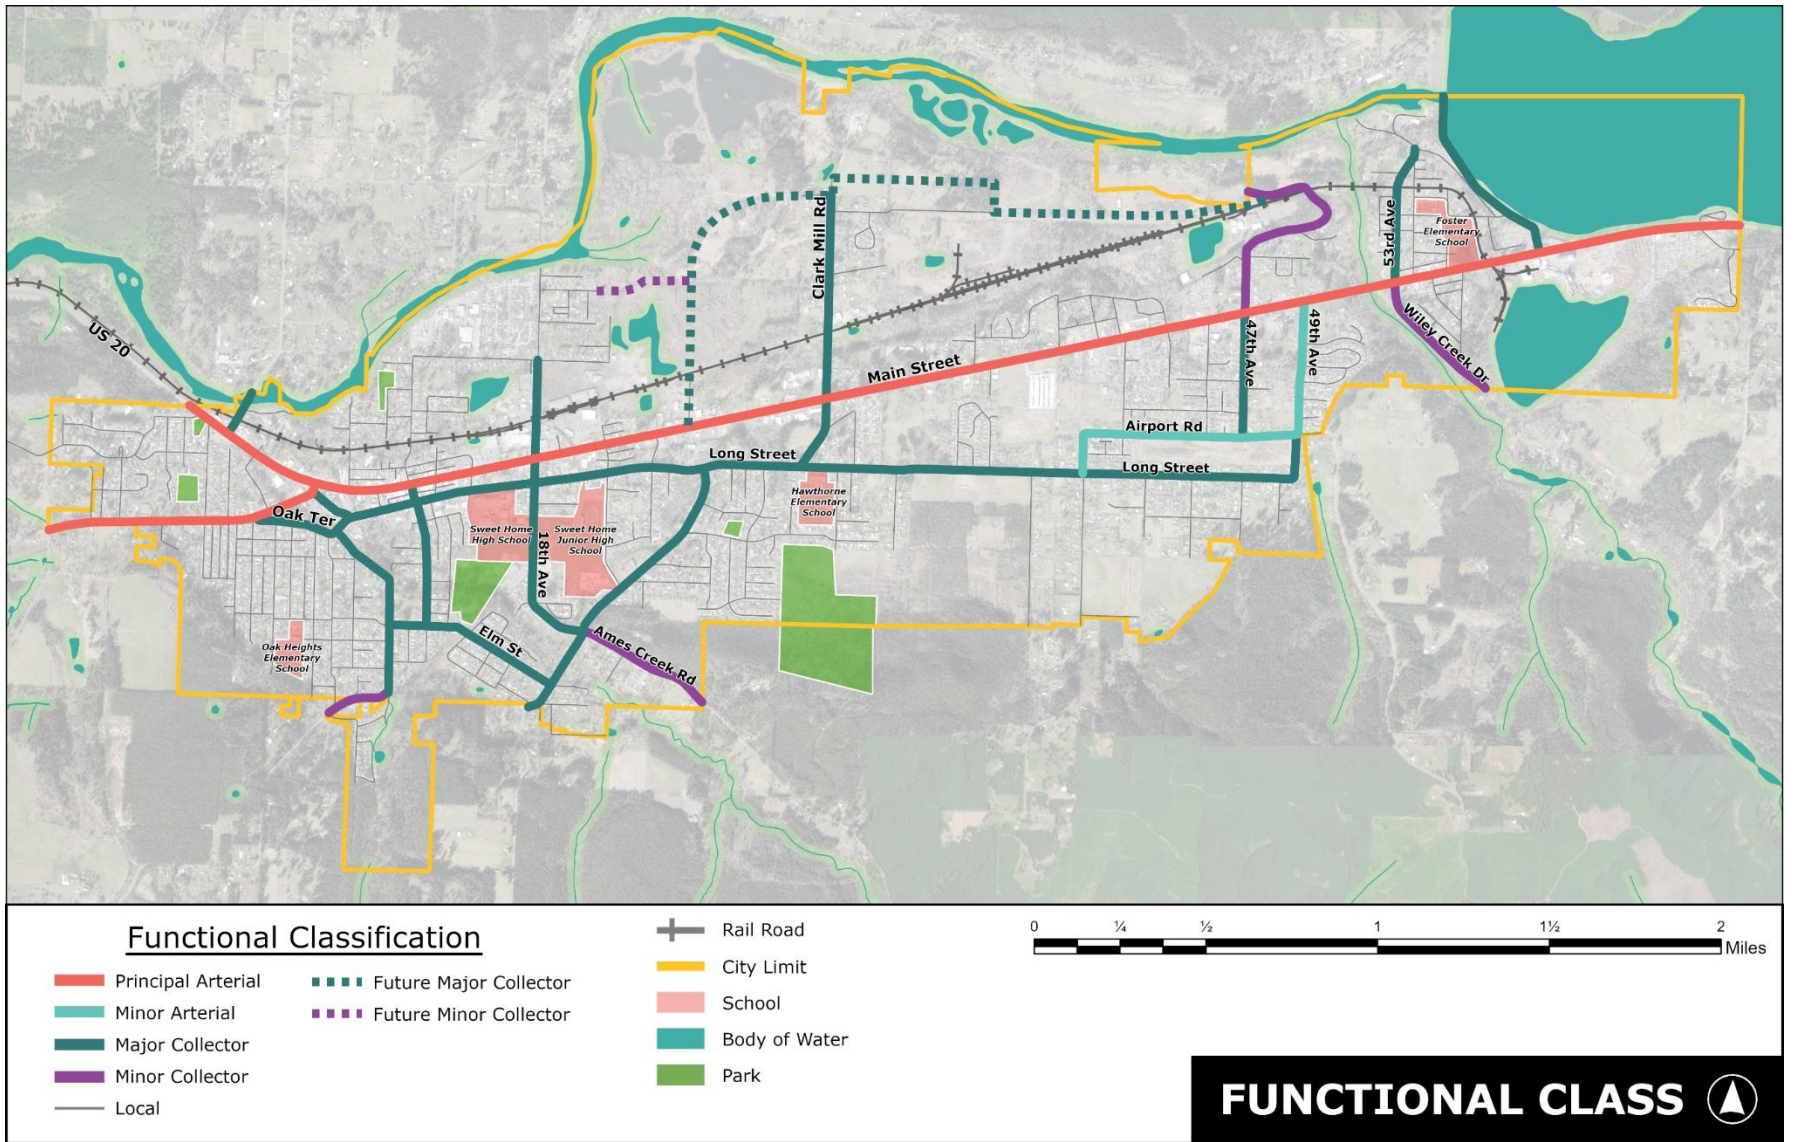 Clark Mill Rd
53rd Ave
Foster
Elementary
School
US 20
Main Street
47th Ave
49th Ave
Wiley Creek Dr
Airport Rd
Long Street
Long Street
Oak Ter
Sweet Home
High School
18th Ave
Sweet Home
Junior High
School
Hawthorne
Elementary
School
Oak Heights
Elementary
School
Elm St
Ames Creek Rd
Functional Classification
Principal Arterial
Minor Arterial
Major Collector
Minor Collector
Local
Future Major Collector
Future Minor Collector
Rail Road
City Limit
School
Body of Water
Park
0 ¼ ½ 1 1½ 2
Miles
FUNCTIONAL CLASS